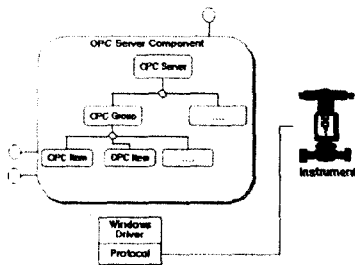 OPC Server Component
OPC Server
OPC Group
......
OPC Item
OPC Item
......
Instrument
Windows
Driver
Protocol